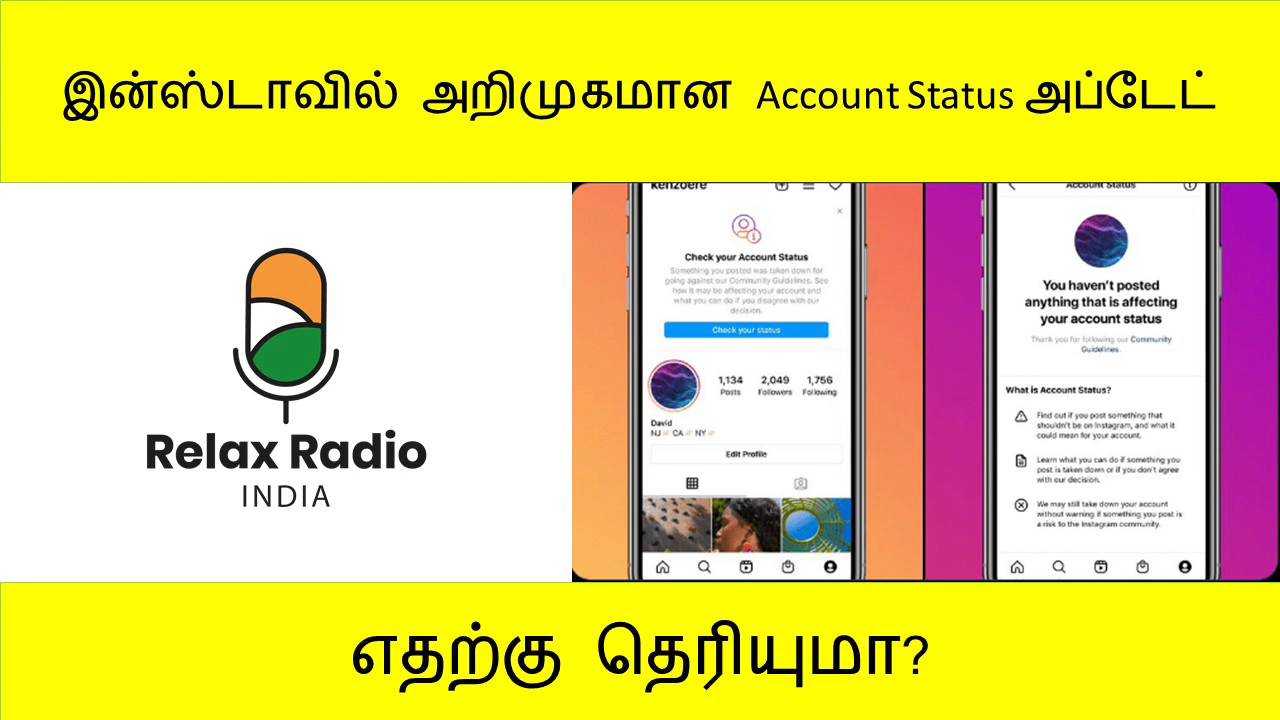 இன்ஸ்டாவில் அறிமுகமான Account Status அப்டேட்
Relax Radio
INDIA
kenzoere
Check your Account Status
Something you posted was taken down for
going against our Community Guidelines. See
how it may be affecting your account and
what you can do if you disagree with our
decision.
Check your status
1,134 2,049 1,756
Posts Followers Following
David
NJ CA NY
Edit Profile
Account Status
You haven't posted
anything that is affecting
your account status
Thank you for following our Community
Guidelines.
What is Account Status?
Find out if you post something that
shouldn't be on Instagram, and what it
could mean for your account.
Learn what you can do if something you
post is taken down or if you don't agree
with our decision.
We may still take down your account
without warning if something you post is
a risk to the Instagram community.
எதற்கு தெரியுமா?